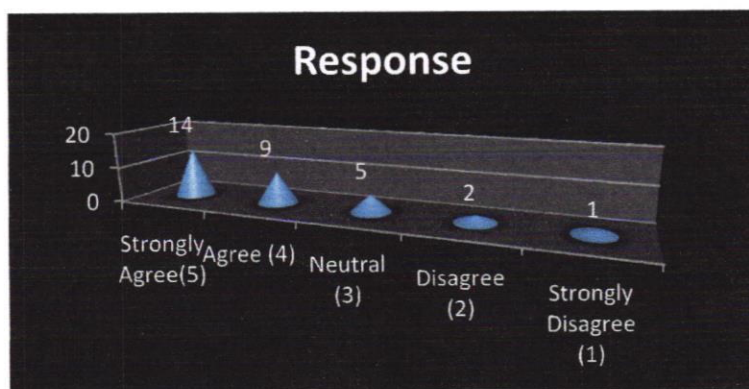 Response
20
10
0
14
9
5
2
1
Strongly
Agree(5)
Agree (4)
Neutral
(3)
Disagree
(2)
Strongly
Disagree
(1)